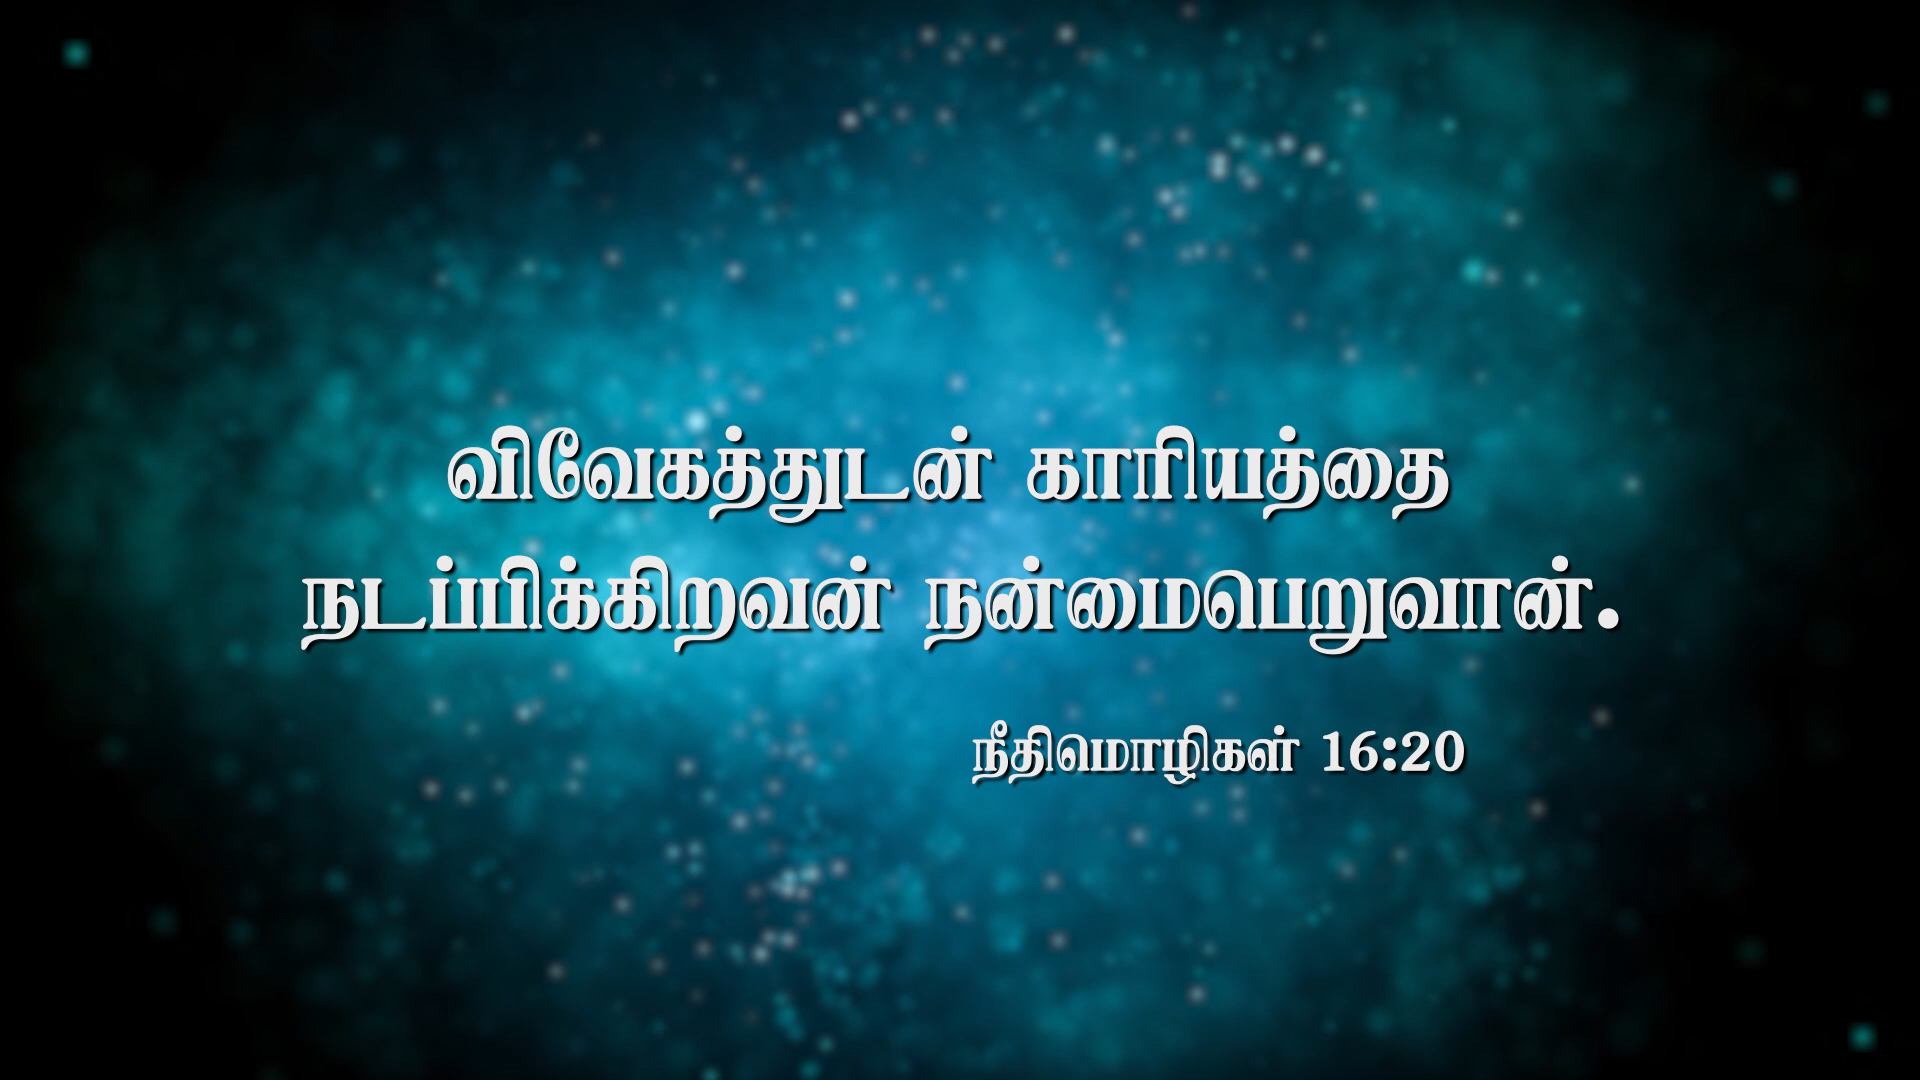 விவேகத்துடன் காரியத்தை
நடப்பிக்கிறவன் நன்மைபெறுவான்.
நீதிமொழிகள் 16:20